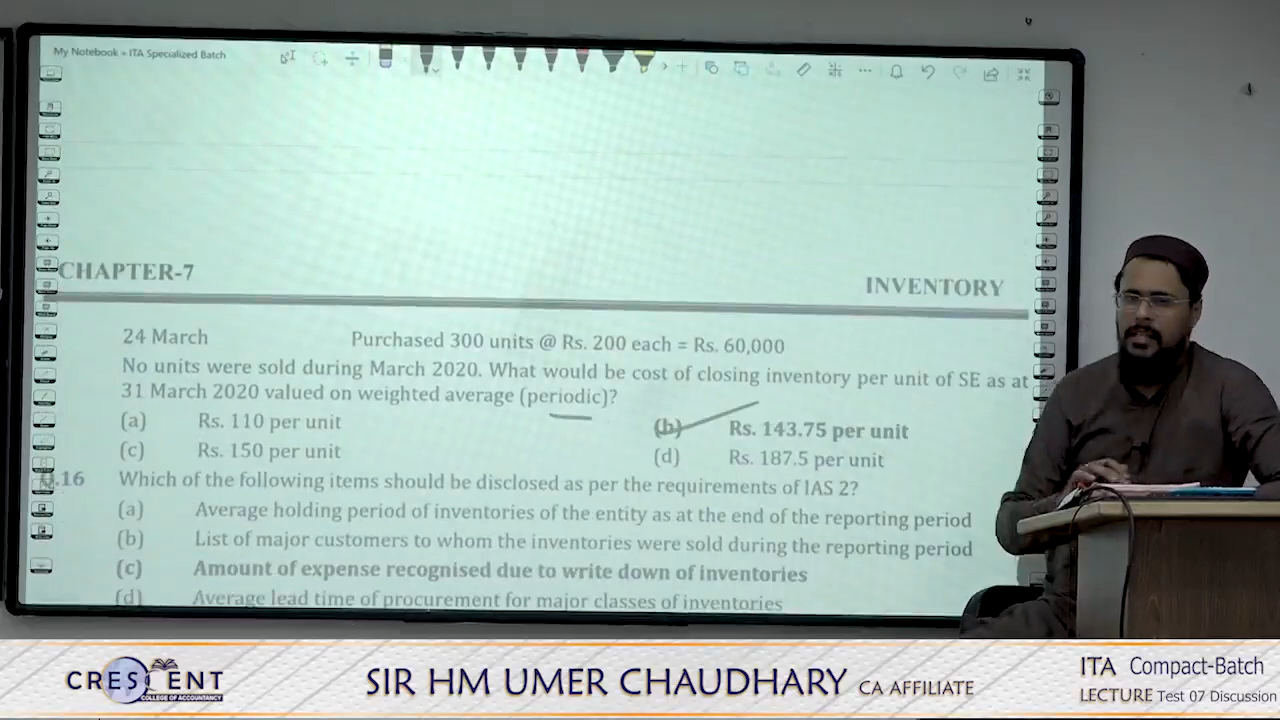 My Notebook » ITA Specialized Batch
CHAPTER-7
INVENTORY
24 March Purchased 300 units @ Rs. 200 each = Rs. 60,000
No units were sold during March 2020. What would be cost of closing inventory per unit of SE as at
31 March 2020 valued on weighted average (periodic)?
(a) Rs. 110 per unit (b) Rs. 143.75 per unit
(c) Rs. 150 per unit (d) Rs. 187.5 per unit
.16 Which of the following items should be disclosed as per the requirements of IAS 2?
(a) Average holding period of inventories of the entity as at the end of the reporting period
(b) List of major customers to whom the inventories were sold during the reporting period
(c) Amount of expense recognised due to write down of inventories
(d) Average lead time of procurement for major classes of inventories
CRESCENT
COLLEGE OF ACCOUNTANCY
SIR HM UMER CHAUDHARY CA AFFILIATE
ITA Compact-Batch
LECTURE Test 07 Discussion